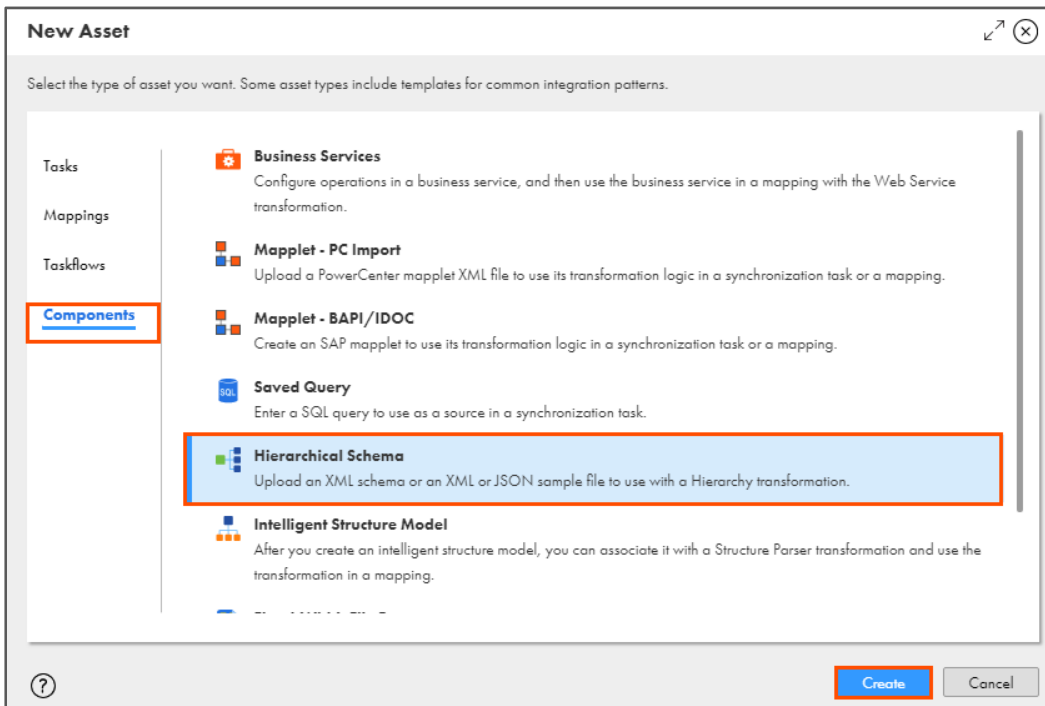 New Asset
Select the type of asset you want. Some asset types include templates for common integration patterns.
Tasks
Mappings
Taskflows
Components
Business Services
Configure operations in a business service, and then use the business service in a mapping with the Web Service
transformation.
Mapplet - PC Import
Upload a PowerCenter mapplet XML file to use its transformation logic in a synchronization task or a mapping.
Mapplet - BAPI/IDOC
Create an SAP mapplet to use its transformation logic in a synchronization task or a mapping.
SQL
Saved Query
Enter a SQL query to use as a source in a synchronization task.
Hierarchical Schema
Upload an XML schema or an XML or JSON sample file to use with a Hierarchy transformation.
Intelligent Structure Model
After you create an intelligent structure model, you can associate it with a Structure Parser transformation and use the
transformation in a mapping.
?
Create
Cancel